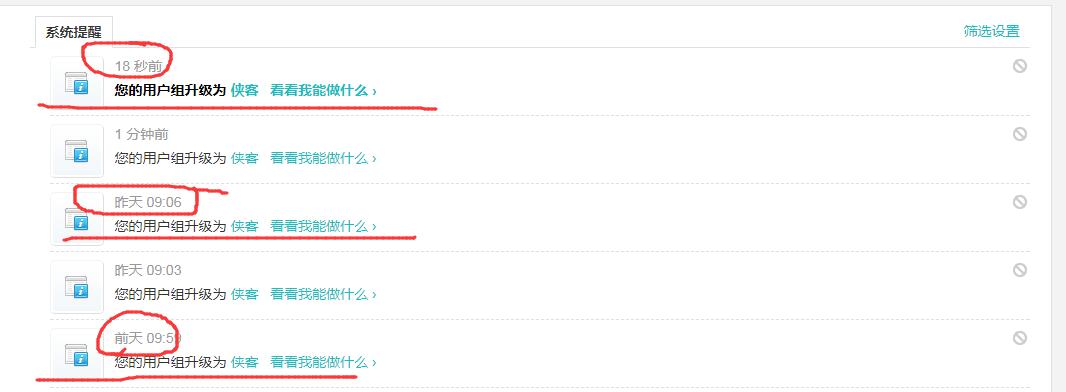 系统提醒
筛选设置
18 秒前
您的用户组升级为 侠客 看看我能做什么 ›
1 分钟前
您的用户组升级为 侠客 看看我能做什么 ›
昨天 09:06
您的用户组升级为 侠客 看看我能做什么 ›
昨天 09:03
您的用户组升级为 侠客 看看我能做什么 ›
前天 09:59
您的用户组升级为 侠客 看看我能做什么 ›